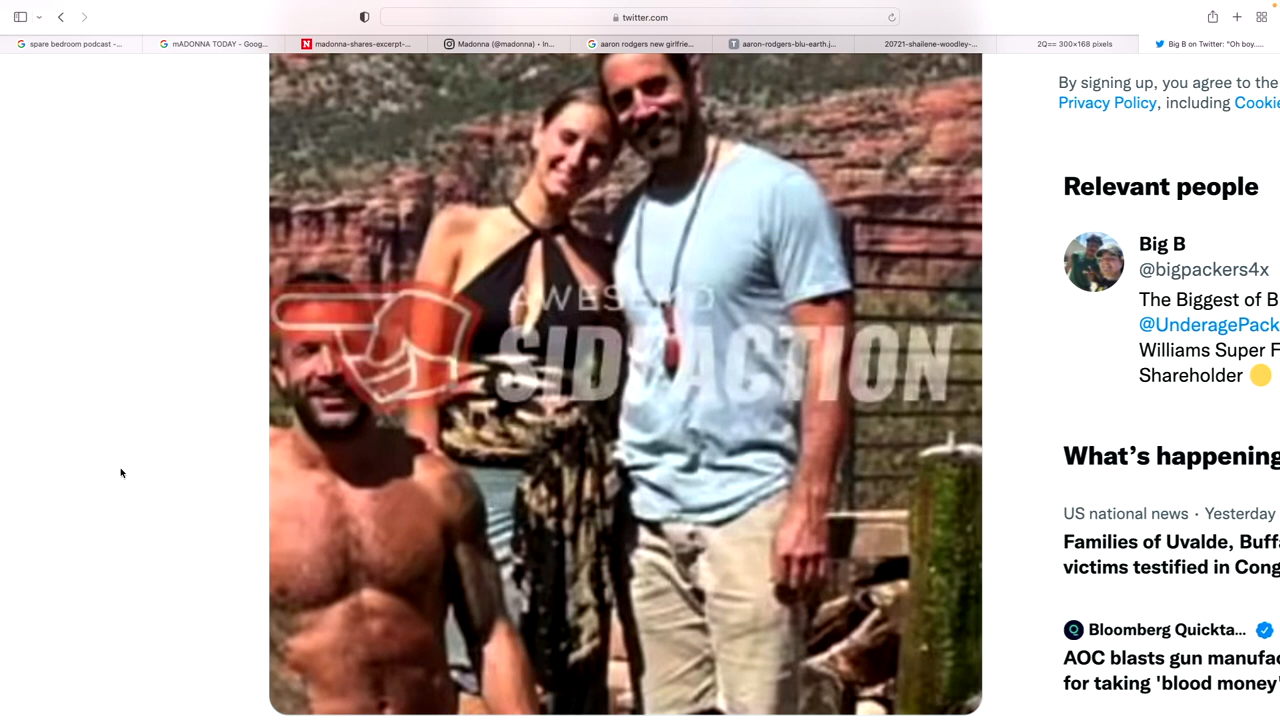 twitter.com
spare bedroom podcast -...
mADONNA TODAY - Goog...
N madonna-shares-excerpt-...
Madonna (@madonna) • In...
aaron rodgers new girlfrie...
T aaron-rodgers-blu-earth.j...
20721-shailene-woodley-...
2Q== 300×168 pixels
Big B on Twitter: "Oh boy....
By signing up, you agree to the
Privacy Policy, including Cookie
Relevant people
Big B
@bigpackers4x
The Biggest of B
@UnderagePack
Williams Super F
Shareholder
AWESEMO
SIDEACTION
What's happening
US national news · Yesterday
Families of Uvalde, Buffa
victims testified in Cong
Bloomberg Quickta...
AOC blasts gun manufac
for taking 'blood money'